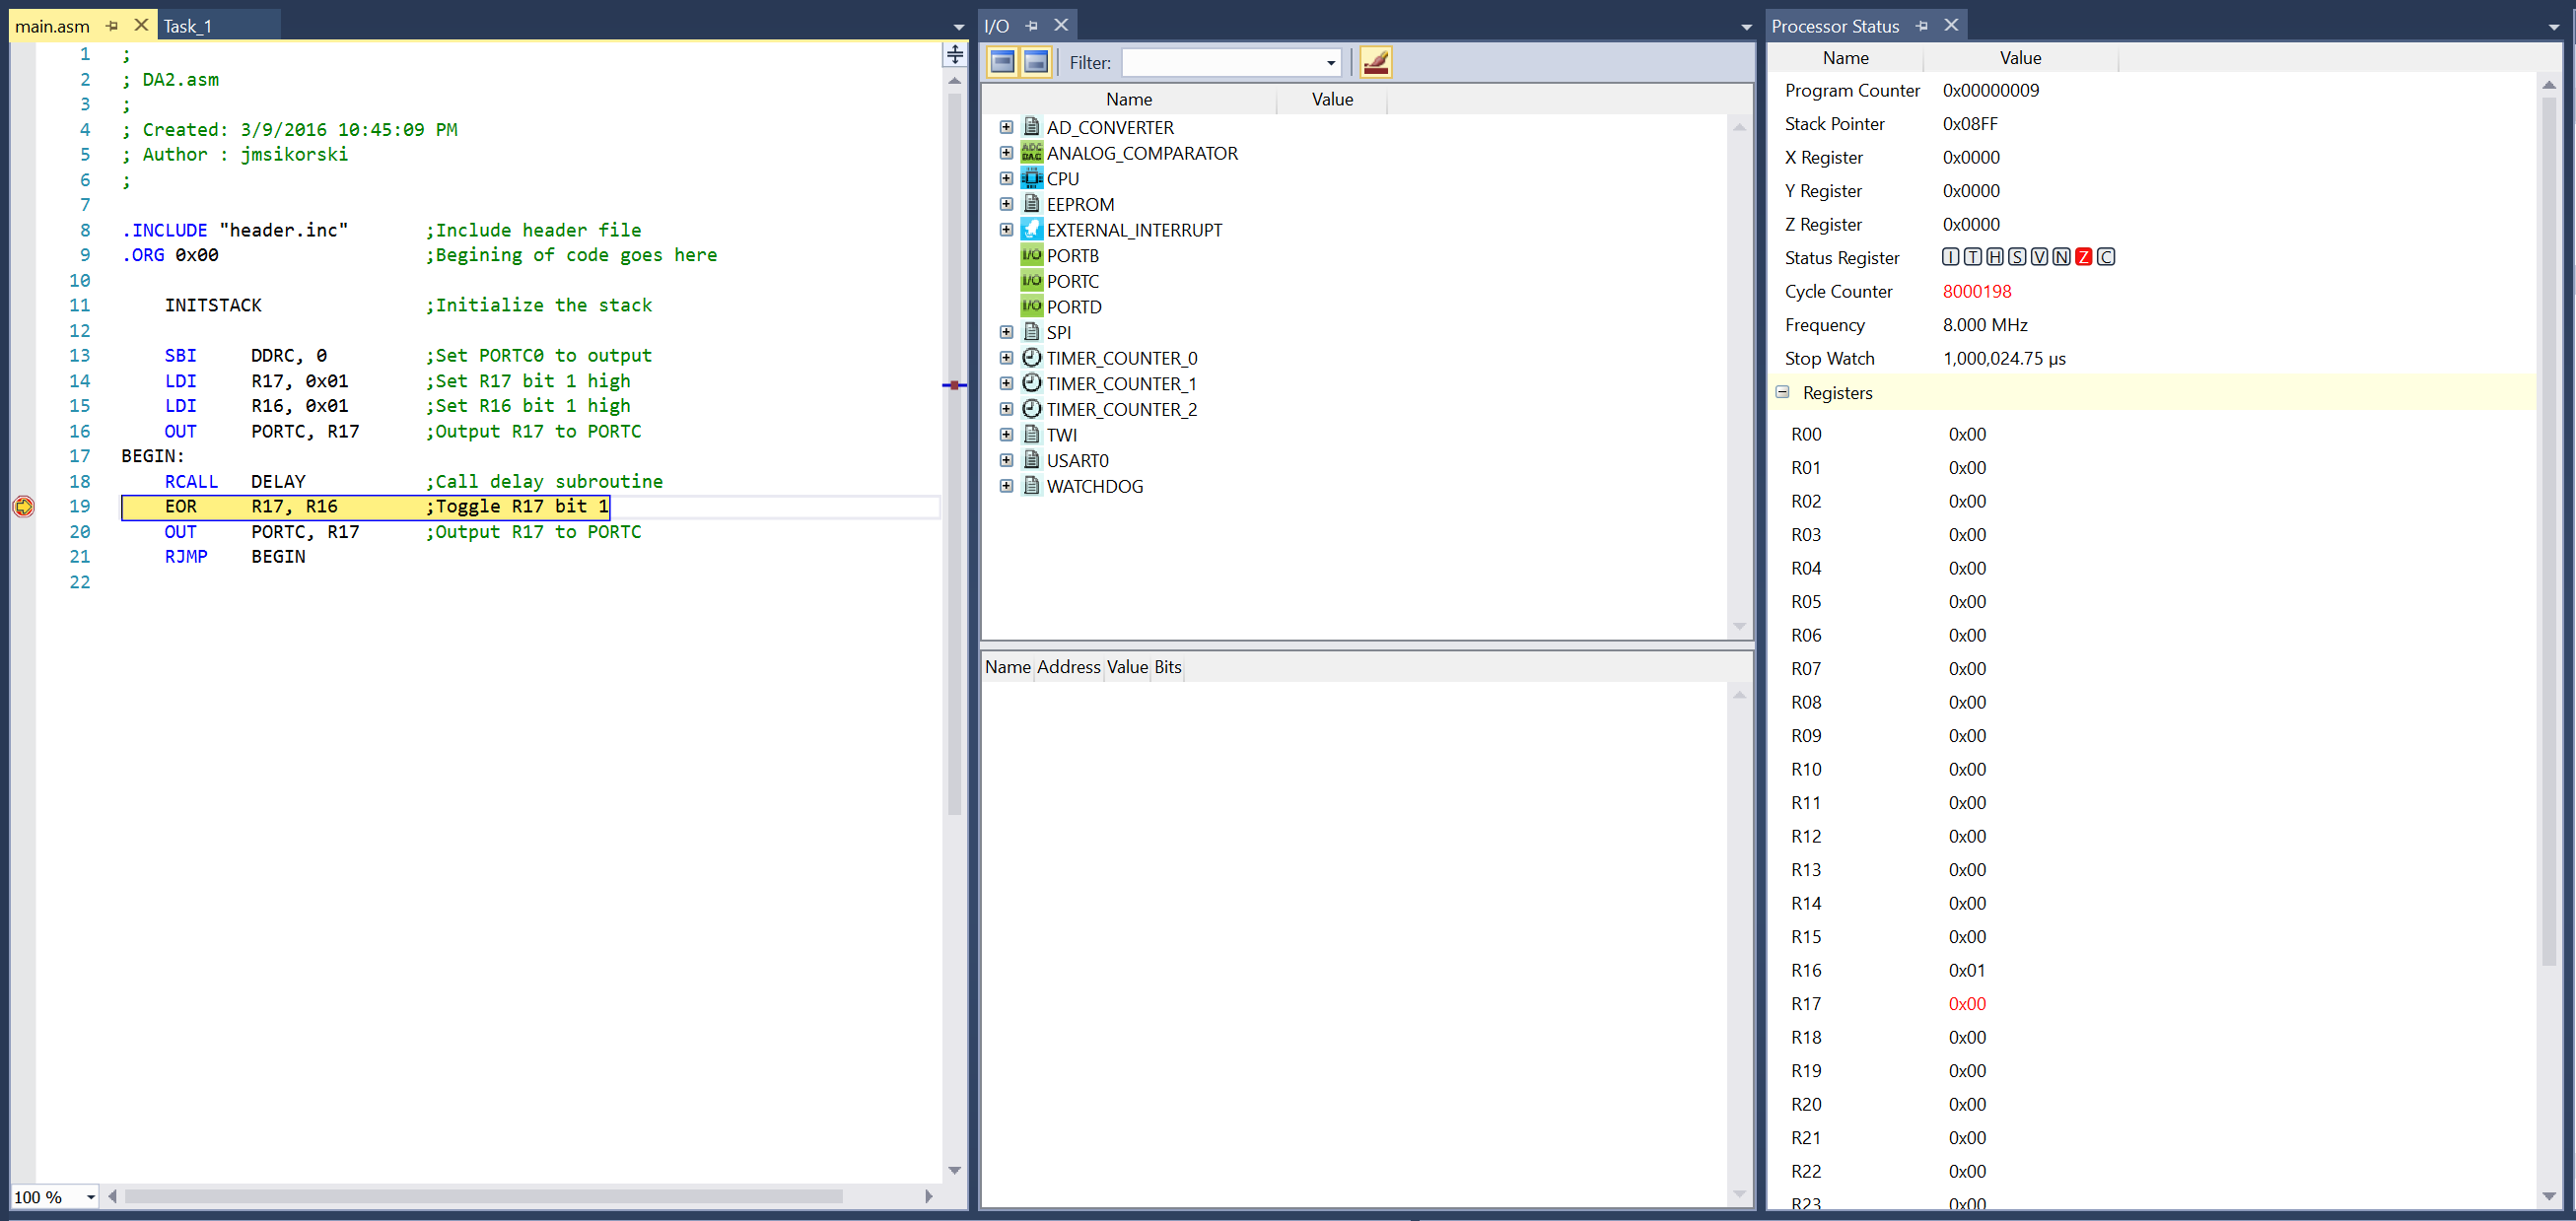 main.asm
Task_1
1 ;
2 ; DA2.asm
3 ;
4 ; Created: 3/9/2016 10:45:09 PM
5 ; Author : jmsikorski
6 ;
7
8 .INCLUDE "header.inc" ;Include header file
9 .ORG 0x00 ;Begining of code goes here
10
11 INITSTACK ;Initialize the stack
12
13 SBI DDRC, 0 ;Set PORTC0 to output
14 LDI R17, 0x01 ;Set R17 bit 1 high
15 LDI R16, 0x01 ;Set R16 bit 1 high
16 OUT PORTC, R17 ;Output R17 to PORTC
17 BEGIN:
18 RCALL DELAY ;Call delay subroutine
19 EOR R17, R16 ;Toggle R17 bit 1
20 OUT PORTC, R17 ;Output R17 to PORTC
21 RJMP BEGIN
22
100 %
I/O
Filter:
Name Value
AD_CONVERTER
ADC DAC ANALOG_COMPARATOR
CPU
EEPROM
EXTERNAL_INTERRUPT
I/O PORTB
I/O PORTC
I/O PORTD
SPI
TIMER_COUNTER_0
TIMER_COUNTER_1
TIMER_COUNTER_2
TWI
USART0
WATCHDOG
Name Address Value Bits
Processor Status
Name Value
Program Counter 0x00000009
Stack Pointer 0x08FF
X Register 0x0000
Y Register 0x0000
Z Register 0x0000
Status Register I T H S V N Z C
Cycle Counter 8000198
Frequency 8.000 MHz
Stop Watch 1,000,024.75 µs
Registers
R00 0x00
R01 0x00
R02 0x00
R03 0x00
R04 0x00
R05 0x00
R06 0x00
R07 0x00
R08 0x00
R09 0x00
R10 0x00
R11 0x00
R12 0x00
R13 0x00
R14 0x00
R15 0x00
R16 0x01
R17 0x00
R18 0x00
R19 0x00
R20 0x00
R21 0x00
R22 0x00
R23 0x00